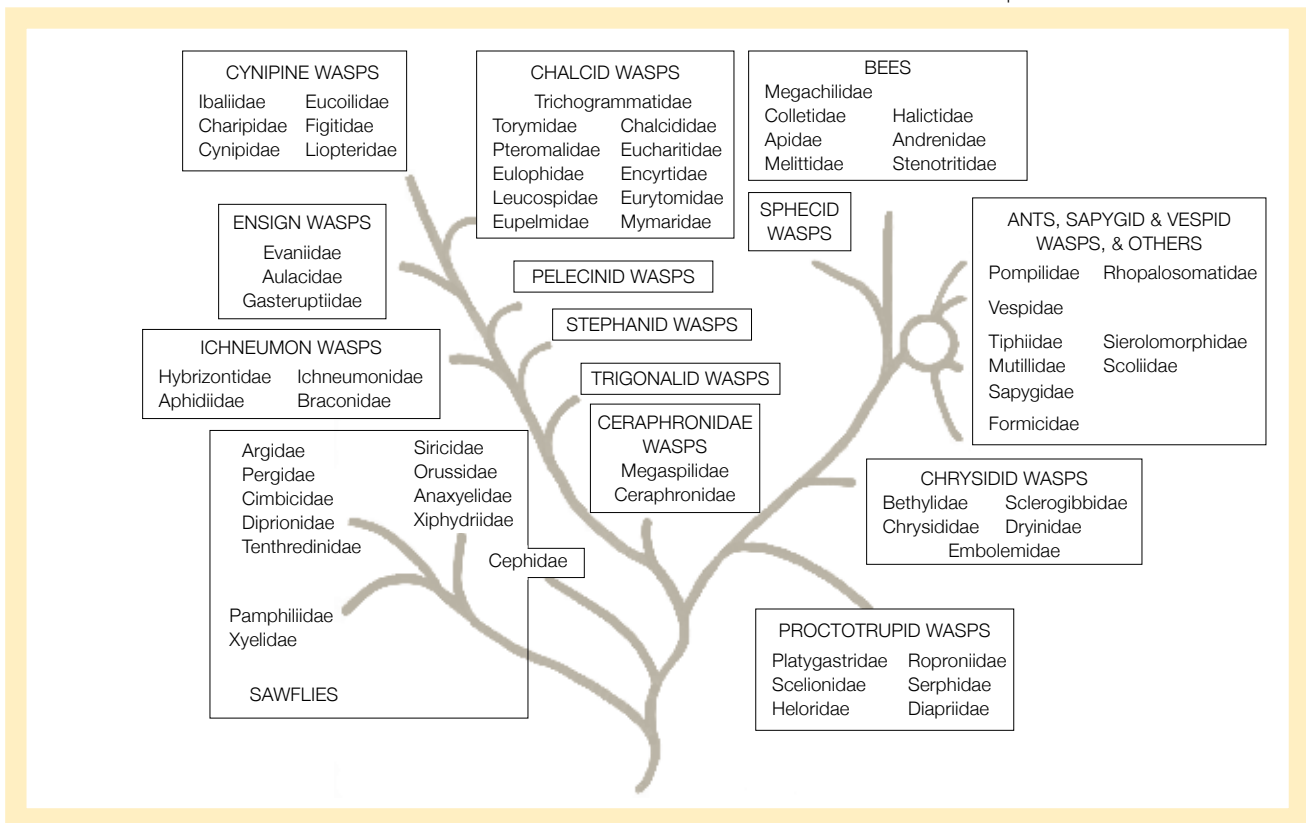 CYNIPINE WASPS
Ibaliidae Eucoilidae
Charipidae Figitidae
Cynipidae Liopteridae
CHALCID WASPS
Trichogrammatidae
Torymidae Chalcididae
Pteromalidae Eucharitidae
Eulophidae Encyrtidae
Leucospidae Eurytomidae
Eupelmidae Mymaridae
BEES
Megachilidae
Colletidae Halictidae
Apidae Andrenidae
Melittidae Stenotritidae
ENSIGN WASPS
Evaniidae
Aulacidae
Gasteruptiidae
SPHECID
WASPS
ANTS, SAPYGID & VESPID
WASPS, & OTHERS
Pompilidae Rhopalosomatidae
Vespidae
Tiphiidae Sierolomorphidae
Mutillidae Scoliidae
Sapygidae
Formicidae
PELECINID WASPS
STEPHANID WASPS
ICHNEUMON WASPS
Hybrizontidae Ichneumonidae
Aphidiidae Braconidae
TRIGONALID WASPS
CERAPHRONIDAE
WASPS
Megaspilidae
Ceraphronidae
Argidae Siricidae
Pergidae Orussidae
Cimbicidae Anaxyelidae
Diprionidae Xiphydriidae
Tenthredinidae
Cephidae
Pamphiliidae
Xyelidae
SAWFLIES
CHRYSIDID WASPS
Bethylidae Sclerogibbidae
Chrysididae Dryinidae
Embolemidae
PROCTOTRUPID WASPS
Platygastridae Roproniidae
Scelionidae Serphidae
Heloridae Diapriidae